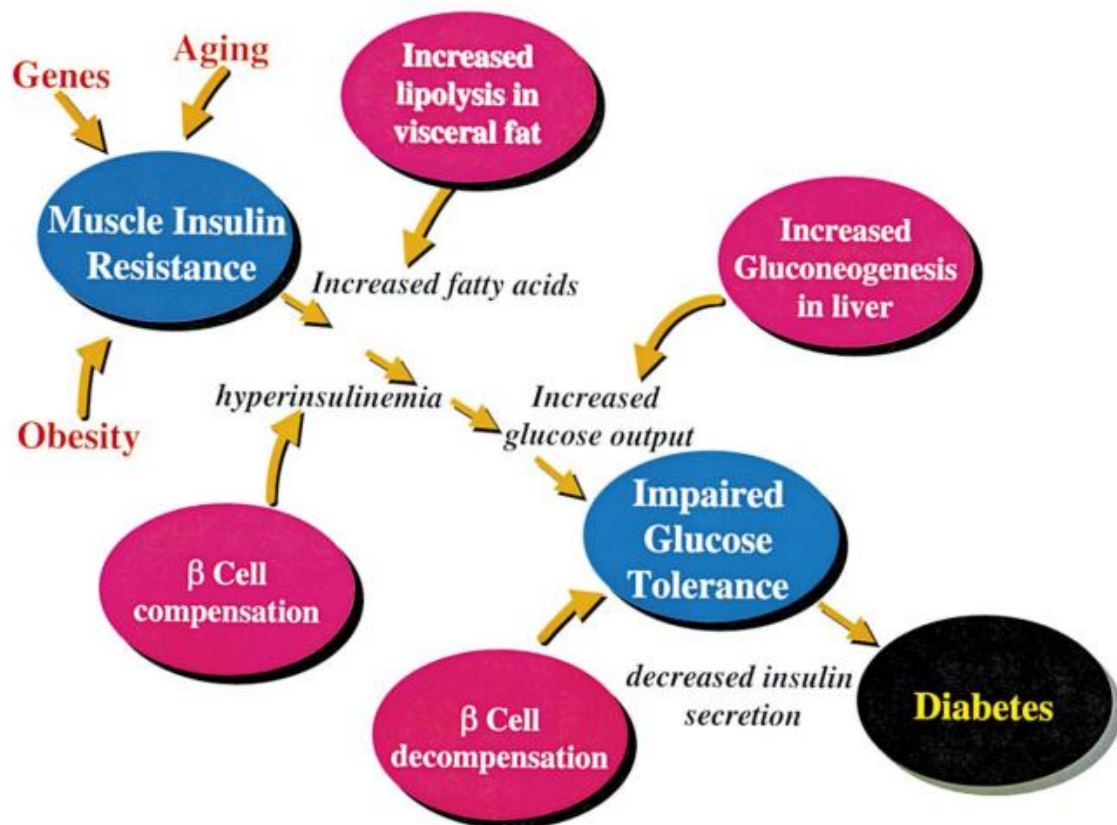 Genes
Aging
Increased
lipolysis in
visceral fat
Muscle Insulin
Resistance
Increased fatty acids
Increased
Gluconeogenesis
in liver
Obesity
hyperinsulinemia
Increased
glucose output
β Cell
compensation
Impaired
Glucose
Tolerance
β Cell
decompensation
decreased insulin
secretion
Diabetes